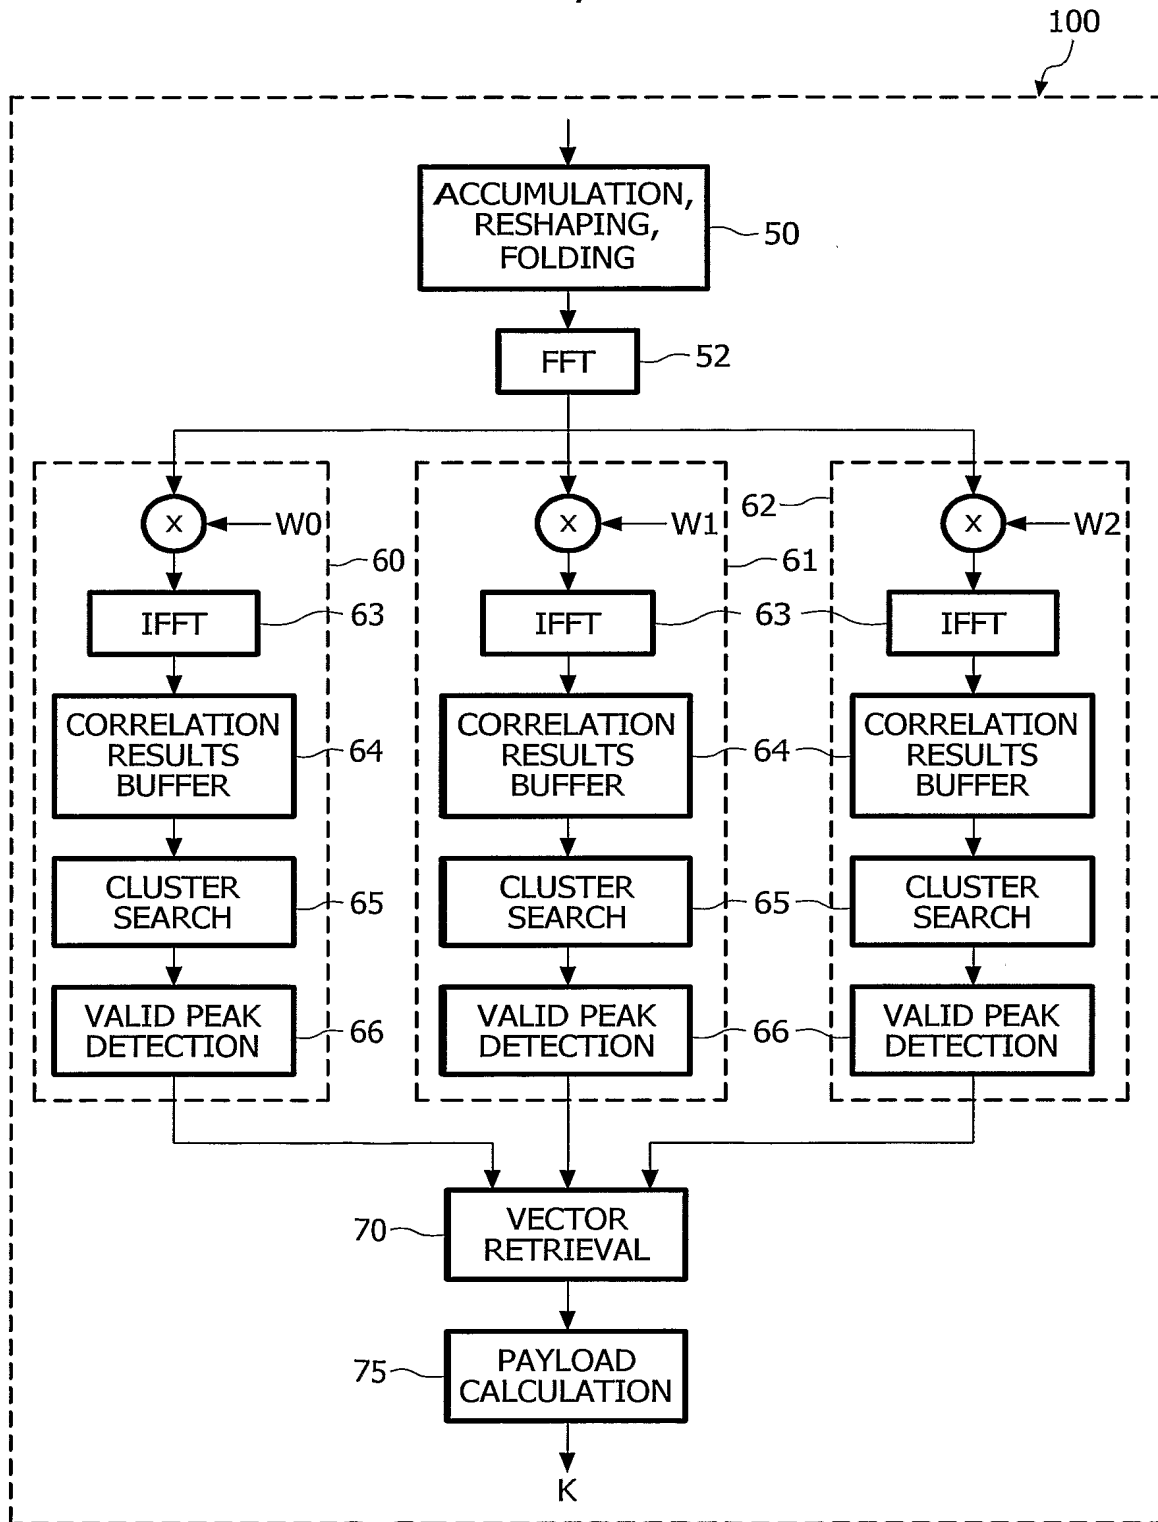 100
ACCUMULATION,
RESHAPING,
FOLDING
50
FFT
52
X
W0
X
W1
62
X
W2
60
61
IFFT
63
IFFT
63
IFFT
CORRELATION
RESULTS
BUFFER
64
CORRELATION
RESULTS
BUFFER
64
CORRELATION
RESULTS
BUFFER
CLUSTER
SEARCH
65
CLUSTER
SEARCH
65
CLUSTER
SEARCH
VALID PEAK
DETECTION
66
VALID PEAK
DETECTION
66
VALID PEAK
DETECTION
70
VECTOR
RETRIEVAL
75
PAYLOAD
CALCULATION
K